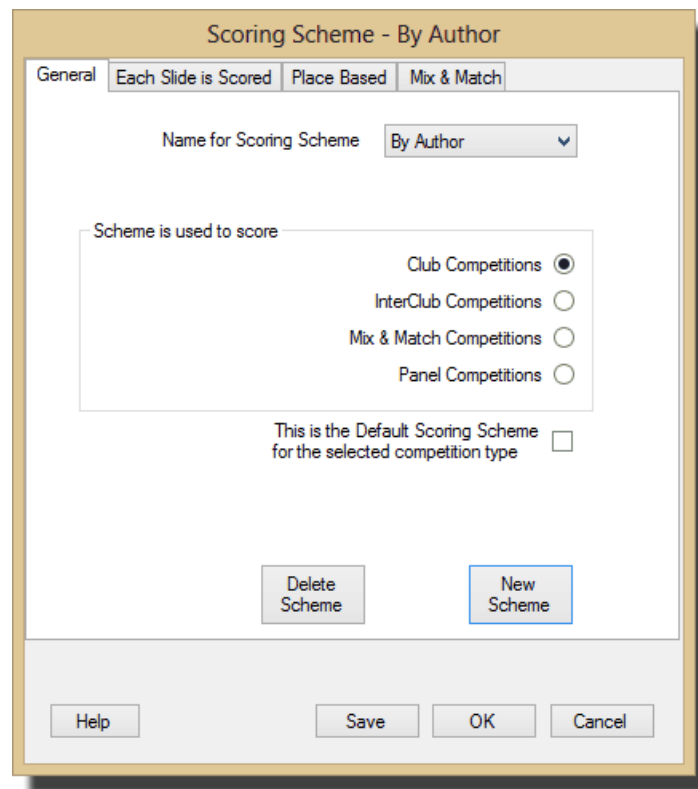 Scoring Scheme - By Author
General Each Slide is Scored Place Based Mix & Match
Name for Scoring Scheme By Author
Scheme is used to score
Club Competitions
InterClub Competitions
Mix & Match Competitions
Panel Competitions
This is the Default Scoring Scheme
for the selected competition type
Delete
Scheme
New
Scheme
Help Save OK Cancel